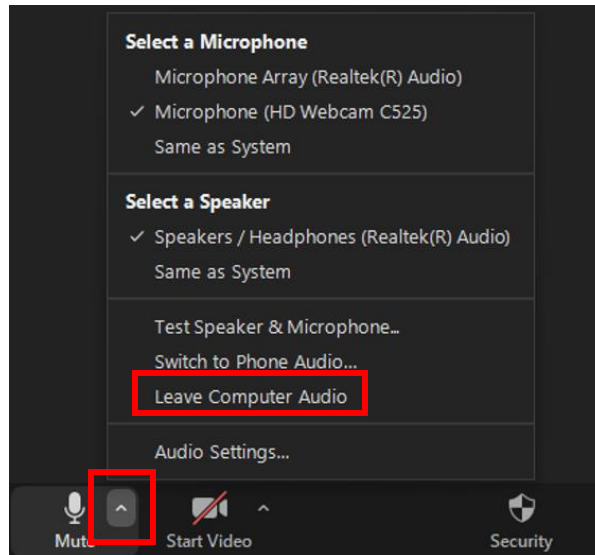 Select a Microphone
Microphone Array (Realtek(R) Audio)
Microphone (HD Webcam C525)
Same as System
Select a Speaker
Speakers / Headphones (Realtek(R) Audio)
Same as System
Test Speaker & Microphone...
Switch to Phone Audio...
Leave Computer Audio
Audio Settings...
Mute Start Video Security